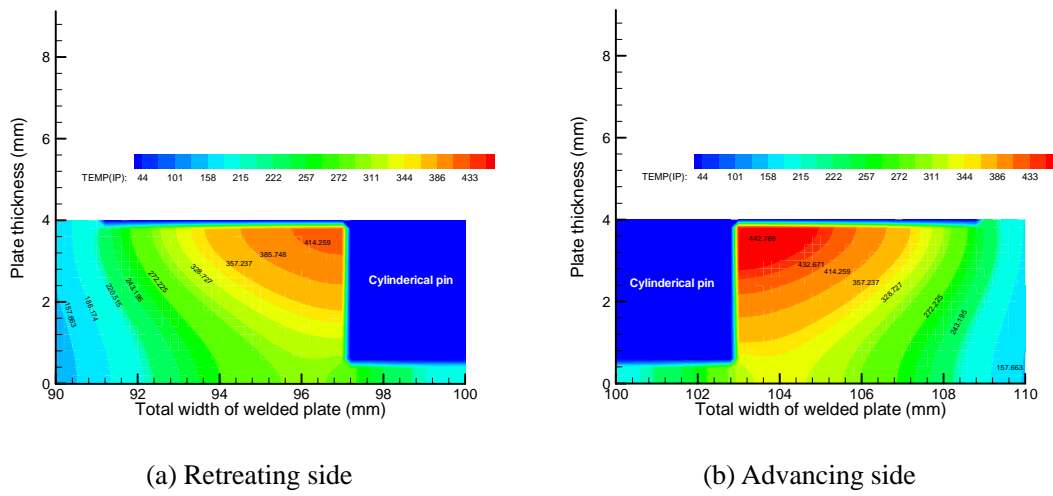 Plate thickness (mm)
8
6
4
2
0
TEMP(IP): 44 101 158 215 222 257 272 311 344 386 433
414.259
385.748
357.237
328.727
272.225
243.195
220.515
186.174
157.663
Cylinderical pin
90 92 94 96 98 100
Total width of welded plate (mm)
(a) Retreating side
Plate thickness (mm)
8
6
4
2
0
TEMP(IP): 44 101 158 215 222 257 272 311 344 386 433
442.769
432.671
414.259
357.237
328.727
272.225
243.195
157.663
Cylinderical pin
100 102 104 106 108 110
Total width of welded plate (mm)
(b) Advancing side